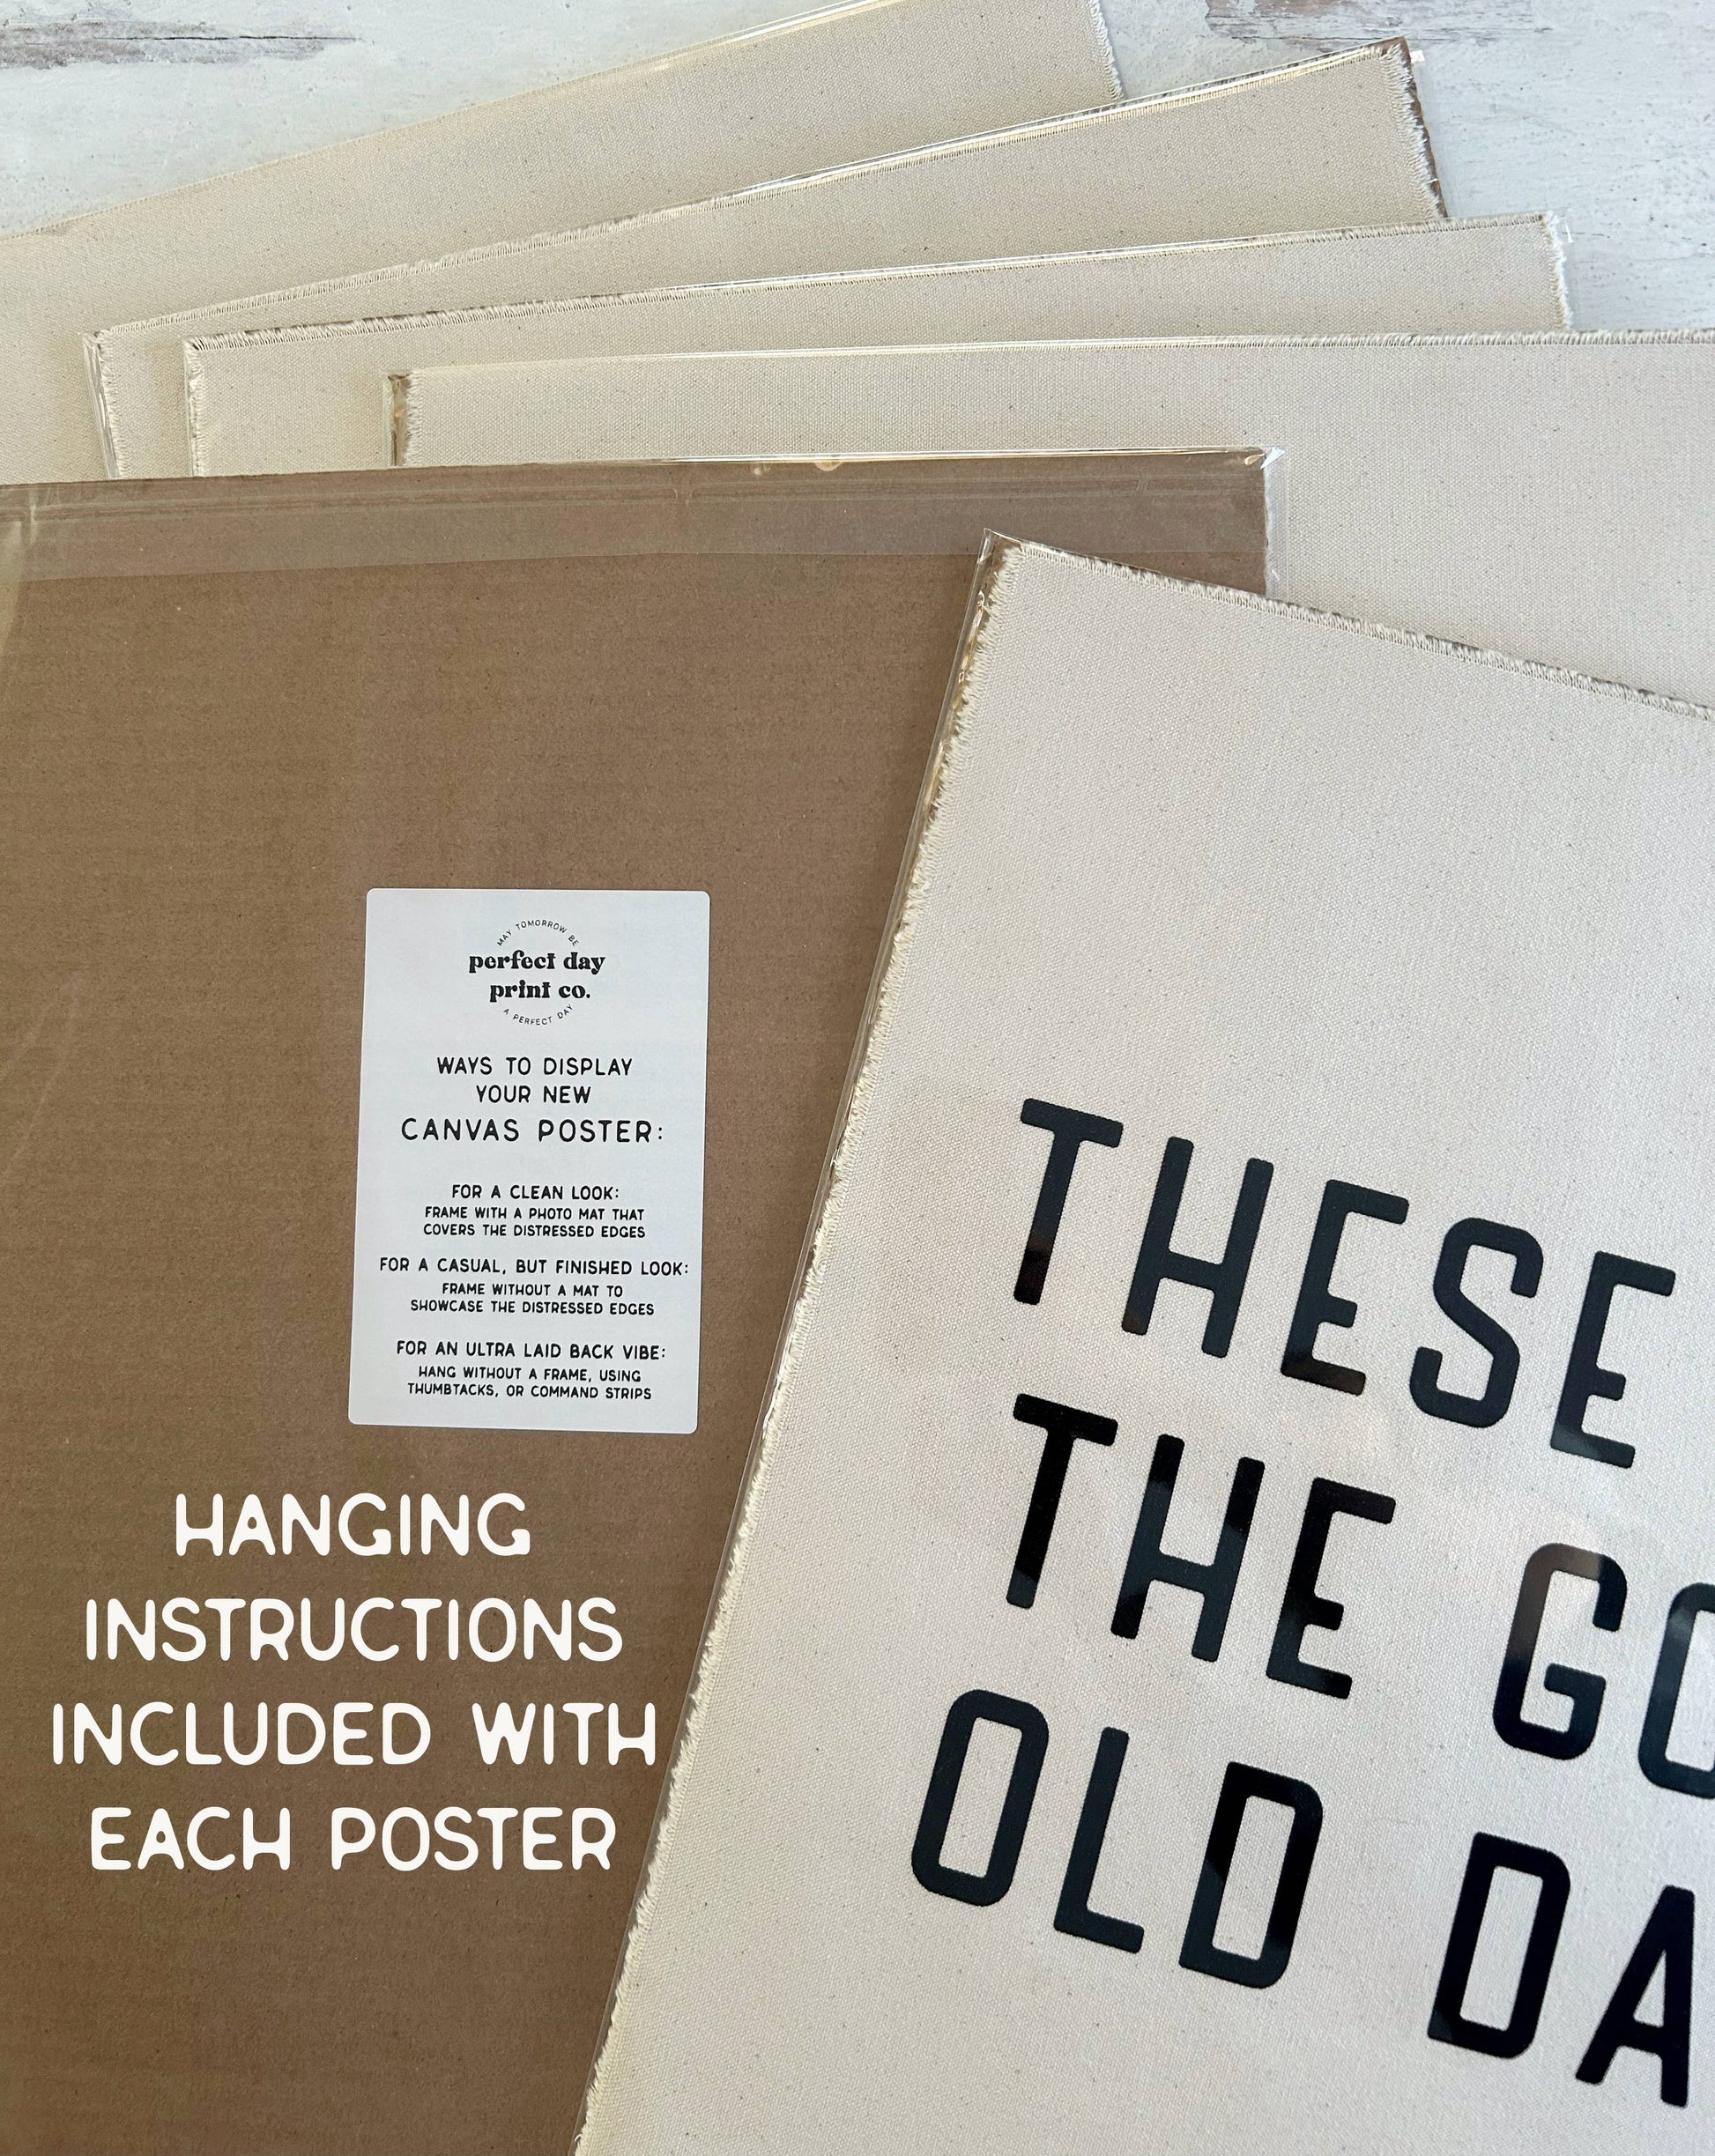 MAY TOMORROW BE
perfect day
print co.
A PERFECT DAY
WAYS TO DISPLAY
YOUR NEW
CANVAS POSTER:
FOR A CLEAN LOOK:
FRAME WITH A PHOTO MAT THAT
COVERS THE DISTRESSED EDGES
FOR A CASUAL, BUT FINISHED LOOK:
FRAME WITHOUT A MAT TO
SHOWCASE THE DISTRESSED EDGES
FOR AN ULTRA LAID BACK VIBE:
HANG WITHOUT A FRAME, USING
THUMBTACKS, OR COMMAND STRIPS
HANGING
INSTRUCTIONS
INCLUDED WITH
EACH POSTER
THESE
THE GO
OLD DA